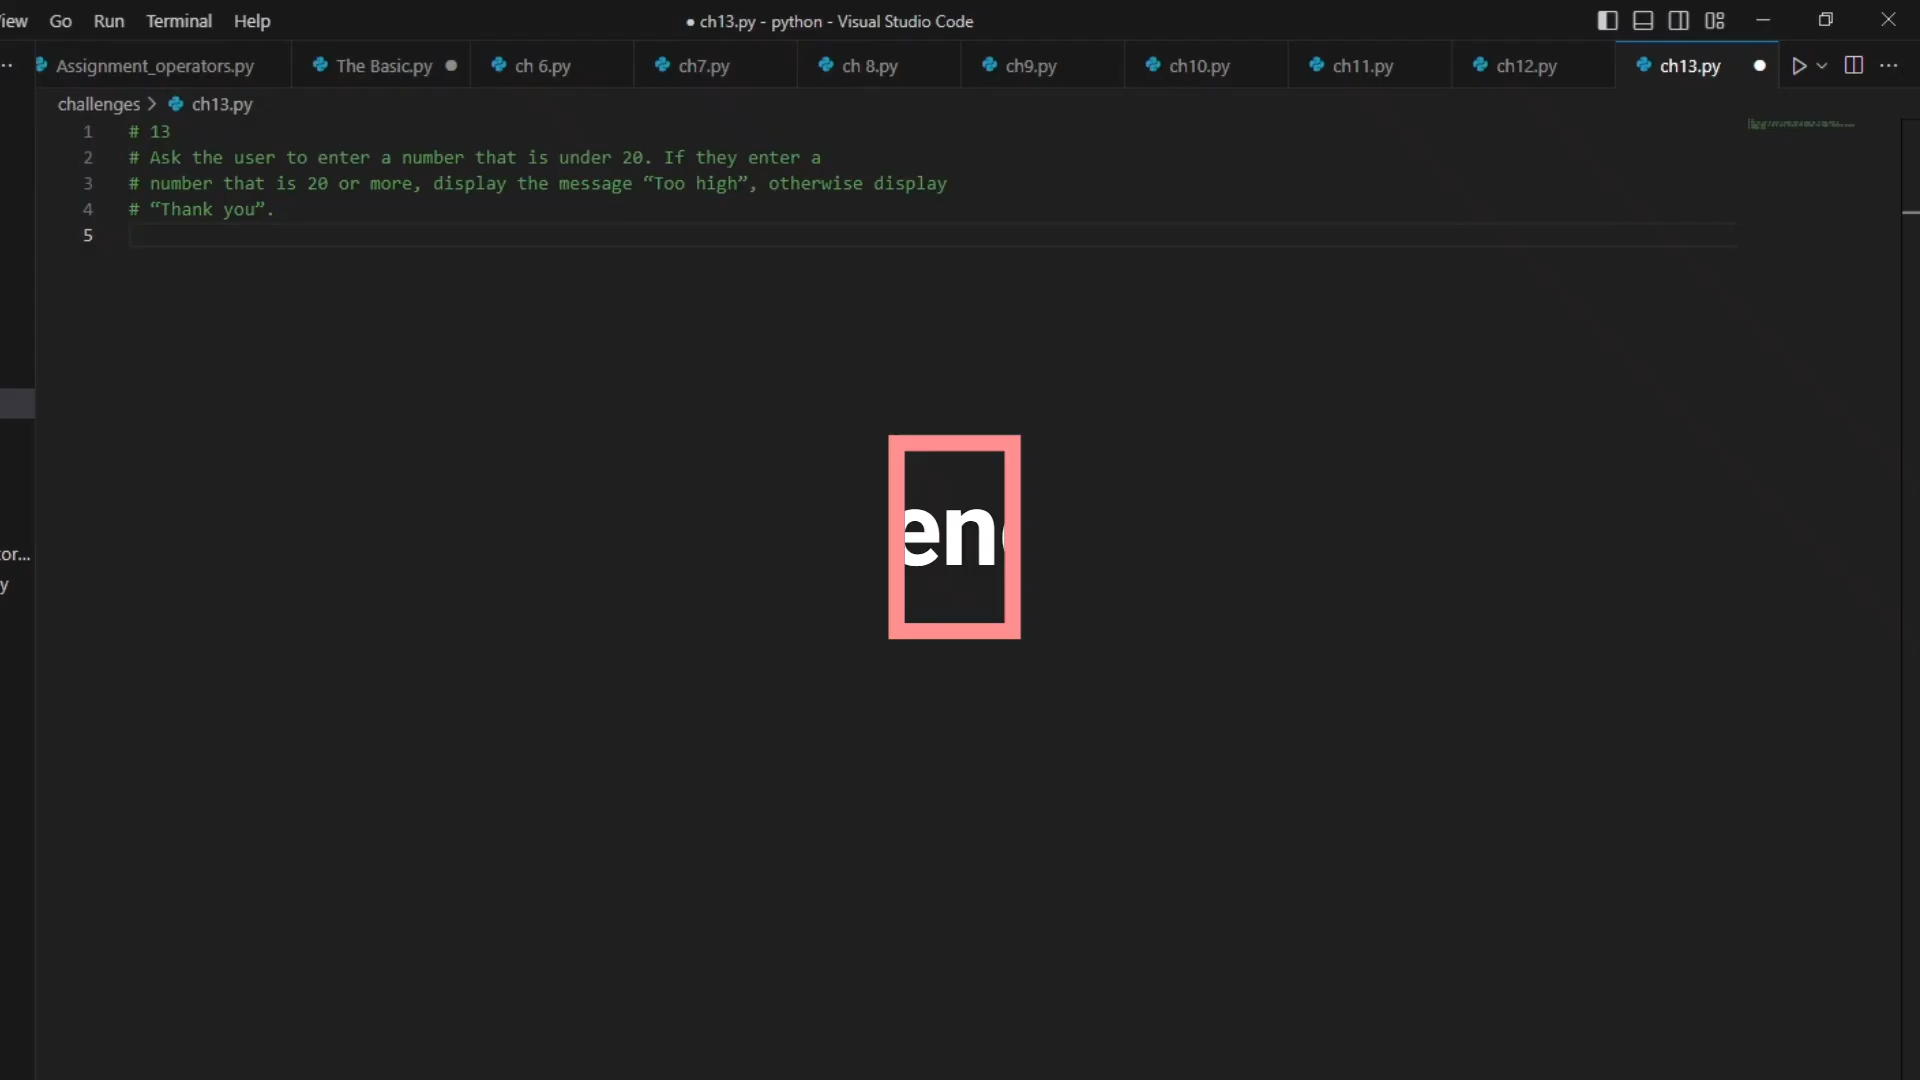 Go Run Terminal Help
● ch13.py - python - Visual Studio Code
Assignment_operators.py The Basic.py ch 6.py ch7.py ch 8.py ch9.py ch10.py ch11.py ch12.py ch13.py
challenges > ch13.py
1 # 13
2 # Ask the user to enter a number that is under 20. If they enter a
3 # number that is 20 or more, display the message “Too high”, otherwise display
4 # “Thank you”.
5
en
tor...
y